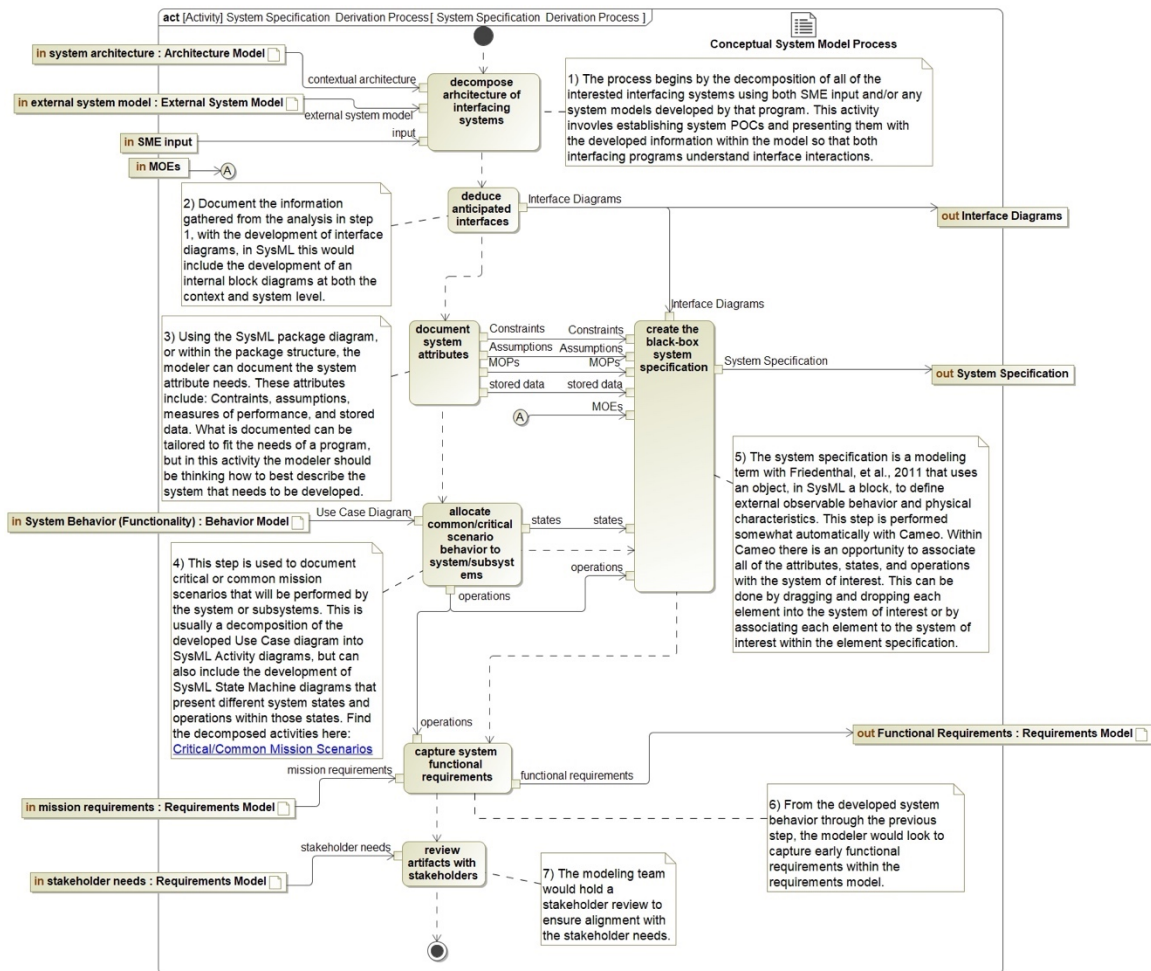 act [Activity] System Specification Derivation Process[ System Specification Derivation Process ]
Conceptual System Model Process
in system architecture : Architecture Model
contextual architecture
in external system model : External System Model
external system model
in SME input
input
in MOEs
A
decompose
arhcitecture of
interfacing
systems
1) The process begins by the decomposition of all of the
interested interfacing systems using both SME input and/or any
system models developed by that program. This activity
invovles establishing system POCs and presenting them with
the developed information within the model so that both
interfacing programs understand interface interactions.
2) Document the information
gathered from the analysis in step
1, with the development of interface
diagrams, in SysML this would
include the development of an
internal block diagrams at both the
context and system level.
deduce
anticipated
interfaces
Interface Diagrams
out Interface Diagrams
Interface Diagrams
3) Using the SysML package diagram,
or within the package structure, the
modeler can document the system
attribute needs. These attributes
include: Contraints, assumptions,
measures of performance, and stored
data. What is documented can be
tailored to fit the needs of a program,
but in this activity the modeler should
be thinking how to best describe the
system that needs to be developed.
document
system
attributes
Constraints
Constraints
Assumptions
Assumptions
MOPs
MOPs
stored data
stored data
A
MOEs
create the
black-box
system
specification
System Specification
out System Specification
5) The system specification is a modeling
term with Friedenthal, et al., 2011 that uses
an object, in SysML a block, to define
external observable behavior and physical
characteristics. This step is performed
somewhat automatically with Cameo. Within
Cameo there is an opportunity to associate
all of the attributes, states, and operations
with the system of interest. This can be
done by dragging and dropping each
element into the system of interest or by
associating each element to the system of
interest within the element specification.
in System Behavior (Functionality) : Behavior Model
Use Case Diagram
allocate
common/critical
scenario
behavior to
system/subsyst
ems
states
states
operations
operations
4) This step is used to document
critical or common mission
scenarios that will be performed by
the system or subsystems. This is
usually a decomposition of the
developed Use Case diagram into
SysML Activity diagrams, but can
also include the development of
SysML State Machine diagrams that
present different system states and
operations within those states. Find
the decomposed activities here:
Critical/Common Mission Scenarios
operations
capture system
functional
requirements
mission requirements
in mission requirements : Requirements Model
functional requirements
out Functional Requirements : Requirements Model
6) From the developed system
behavior through the previous
step, the modeler would look to
capture early functional
requirements within the
requirements model.
stakeholder needs
in stakeholder needs : Requirements Model
review
artifacts with
stakeholders
7) The modeling team
would hold a
stakeholder review to
ensure alignment with
the stakeholder needs.